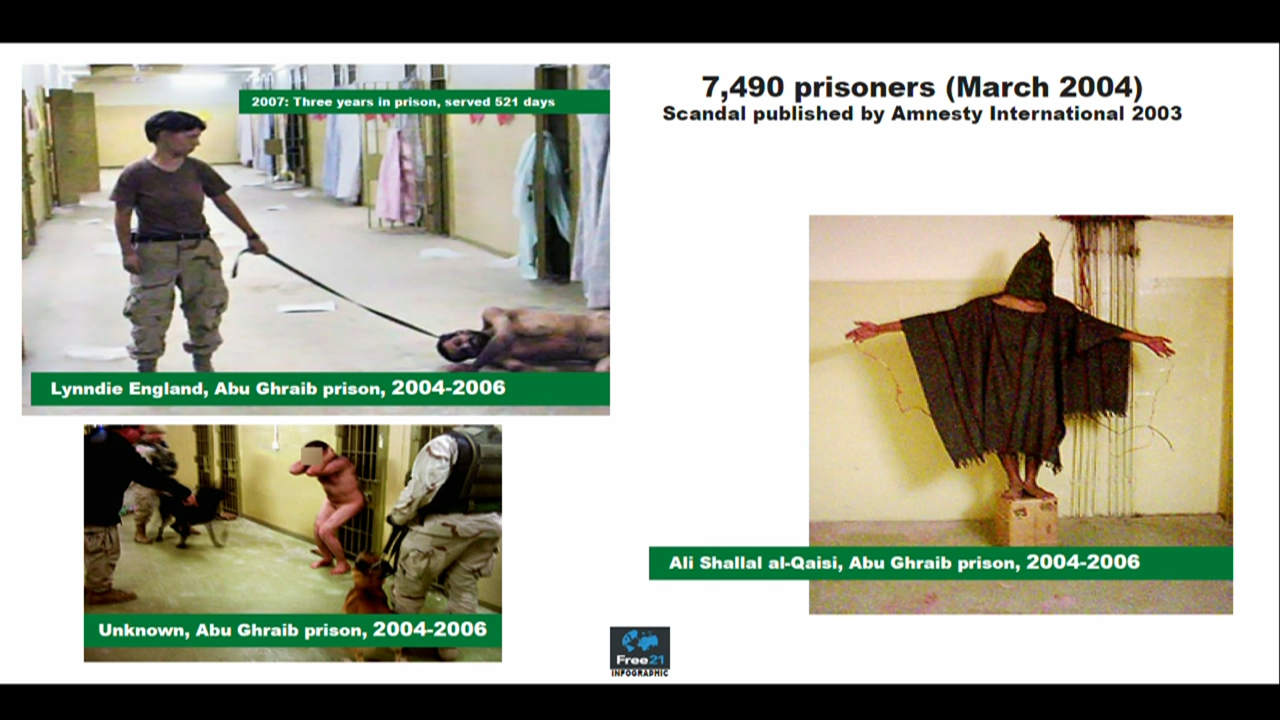 2007: Three years in prison, served 521 days
Lynndie England, Abu Ghraib prison, 2004-2006
7,490 prisoners (March 2004)
Scandal published by Amnesty International 2003
Unknown, Abu Ghraib prison, 2004-2006
Ali Shallal al-Qaisi, Abu Ghraib prison, 2004-2006
Free21
INFOGRAPHIC